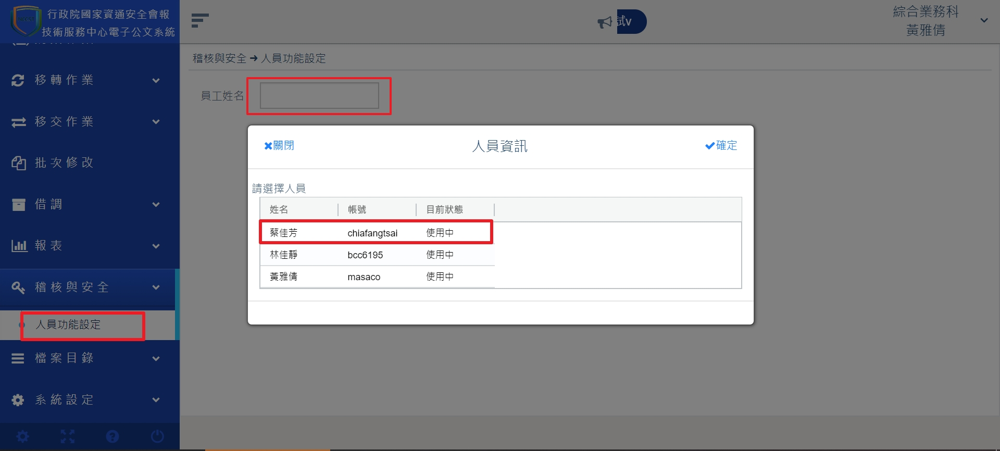 行政院國家資通安全會報
技術服務中心電子公文系統
移轉作業
移交作業
批次修改
借調
報表
稽核與安全
人員功能設定
檔案目錄
系統設定
試v
綜合業務科
黃雅倩
稽核與安全 → 人員功能設定
員工姓名
關閉
人員資訊
確定
請選擇人員
姓名 帳號 目前狀態
蔡佳芳 chiafangtsai 使用中
林佳靜 bcc6195 使用中
黃雅倩 masaco 使用中